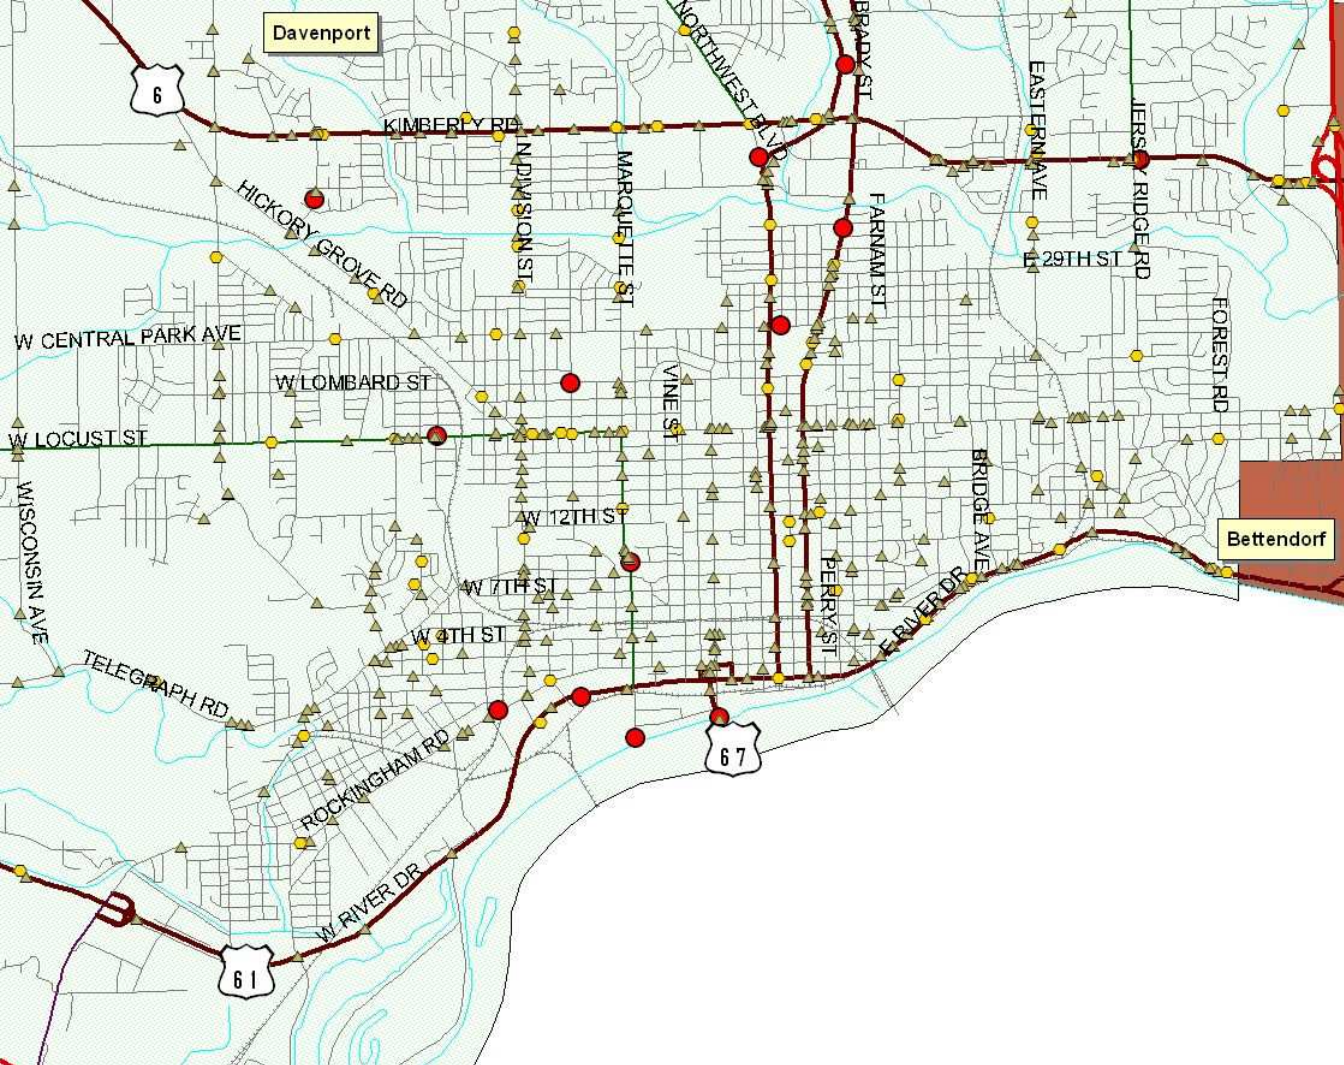 Davenport
NORTHWEST BLVD
BRADY ST
6
KIMBERLY RD
EASTERN AVE
JERSEY RIDGE RD
N DIVISION ST
MARQUETTE ST
HICKORY GROVE RD
FARNAM ST
E 29TH ST
W CENTRAL PARK AVE
FOREST RD
W LOMBARD ST
VINE ST
W LOCUST ST
BRIDGE AVE
WISCONSIN AVE
W 12TH ST
Bettendorf
W 7TH ST
PERRY ST
E RIVER DR
W 4TH ST
TELEGRAPH RD
67
ROCKINGHAM RD
W RIVER DR
61